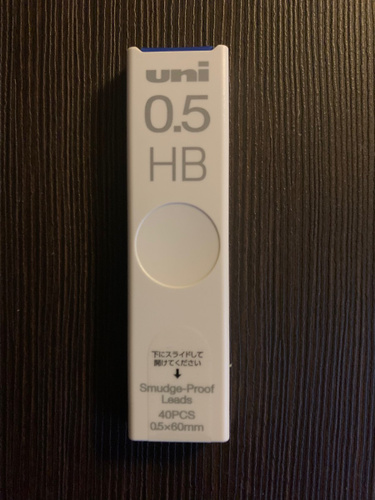 uni
0.5
HB
下にスライドして
開けてください
Smudge-Proof
Leads
40PCS
0.5×60mm